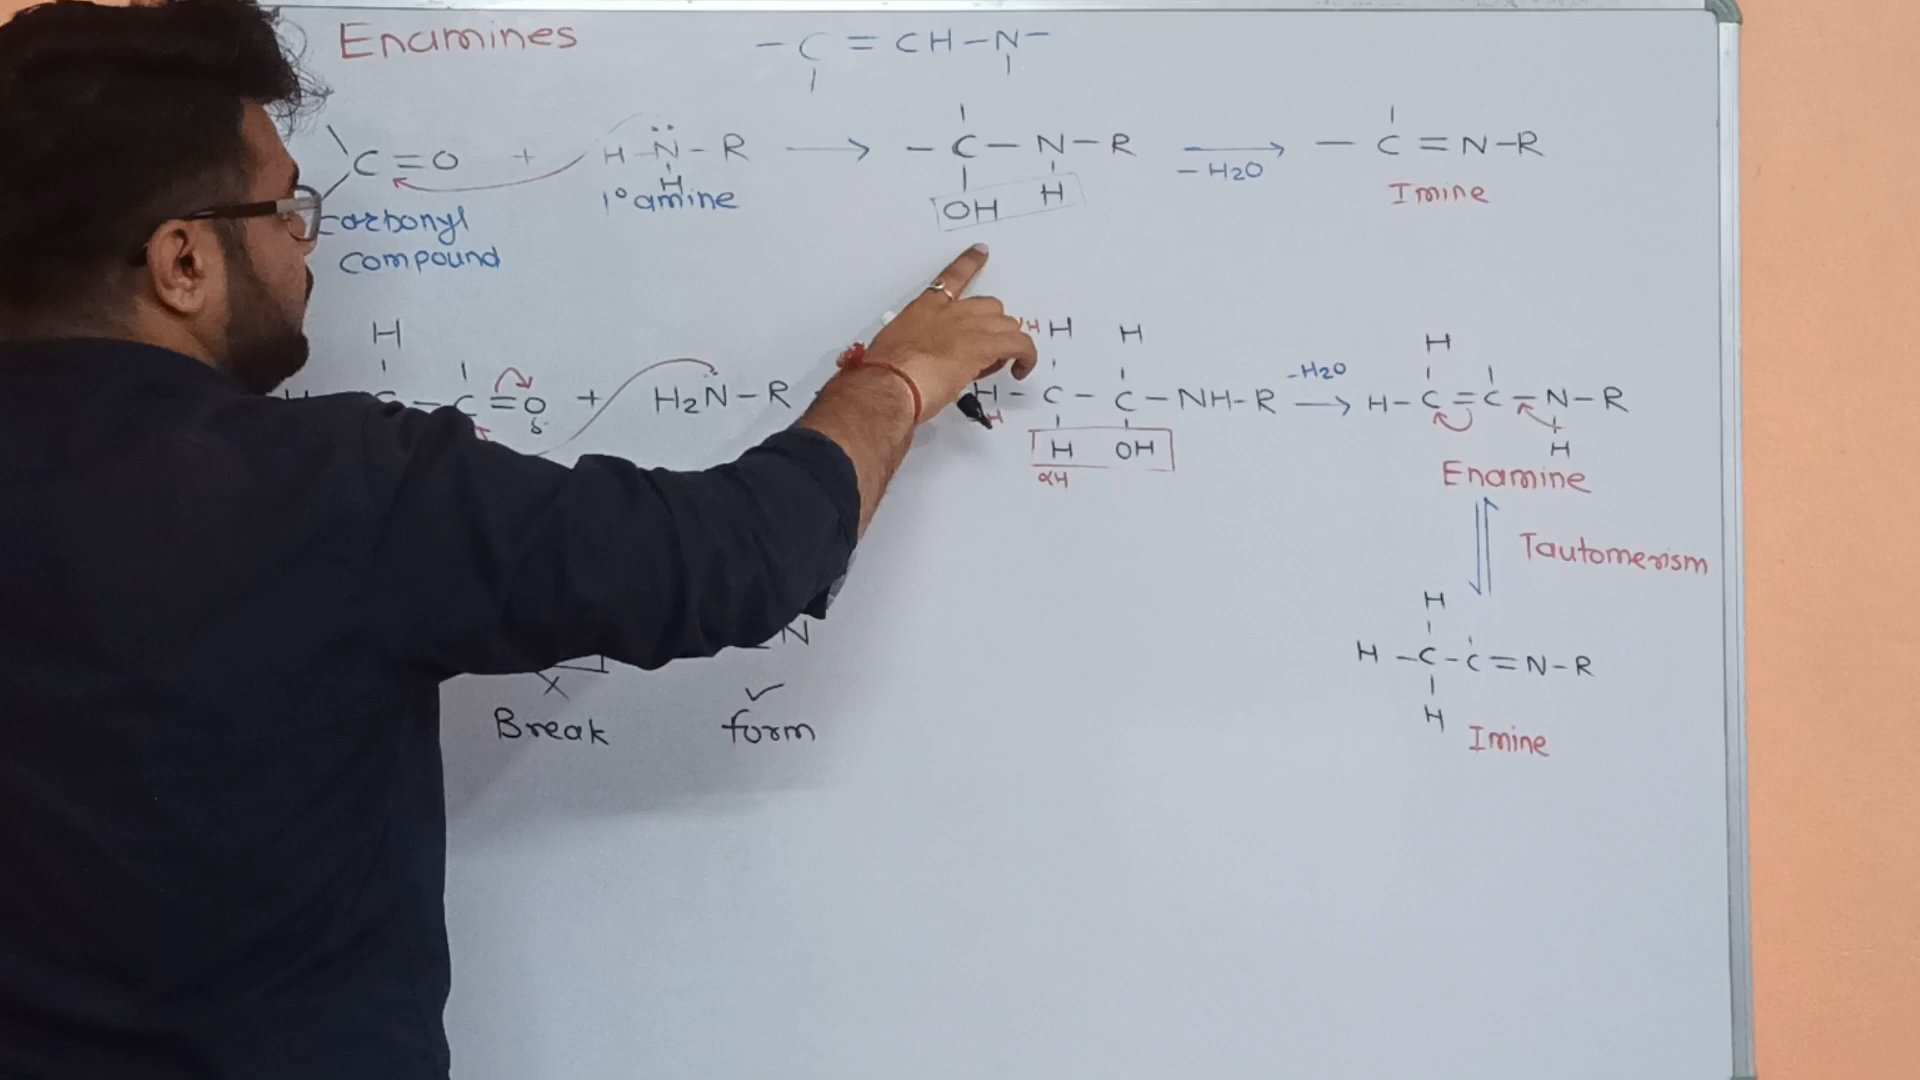 Enamines
- C = CH - N -
C = O + H - N - R → - C - N - R → - C = N - R
H
OH H
- H2O
1° amine
Imine
carbonyl
compound
H
C - C = O + H2N - R
δ-
αH H H
H - C - C - NH - R → H - C = C - N - R
-H2O
H
H OH
H
αH
Enamine
Tautomerism
H
H - C - C = N - R
H
Imine
N
× ✓
Break form